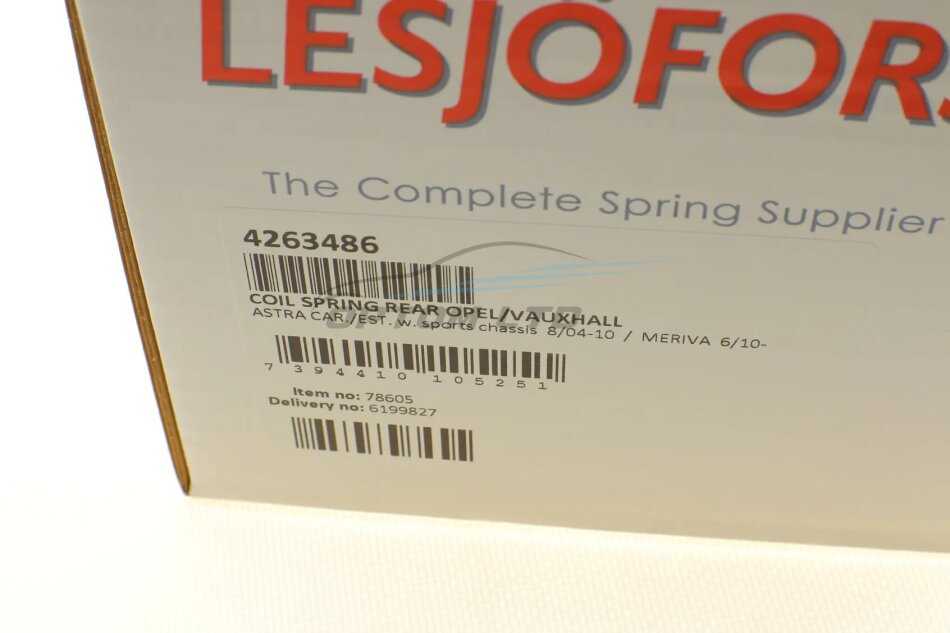 LESJÖFORS
The Complete Spring Supplier
4263486
COIL SPRING REAR OPEL/VAUXHALL
ASTRA CAR./EST. w. sports chassis 8/04-10 / MERIVA 6/10-
7 394410 105251
Item no: 78605
Delivery no: 6199827